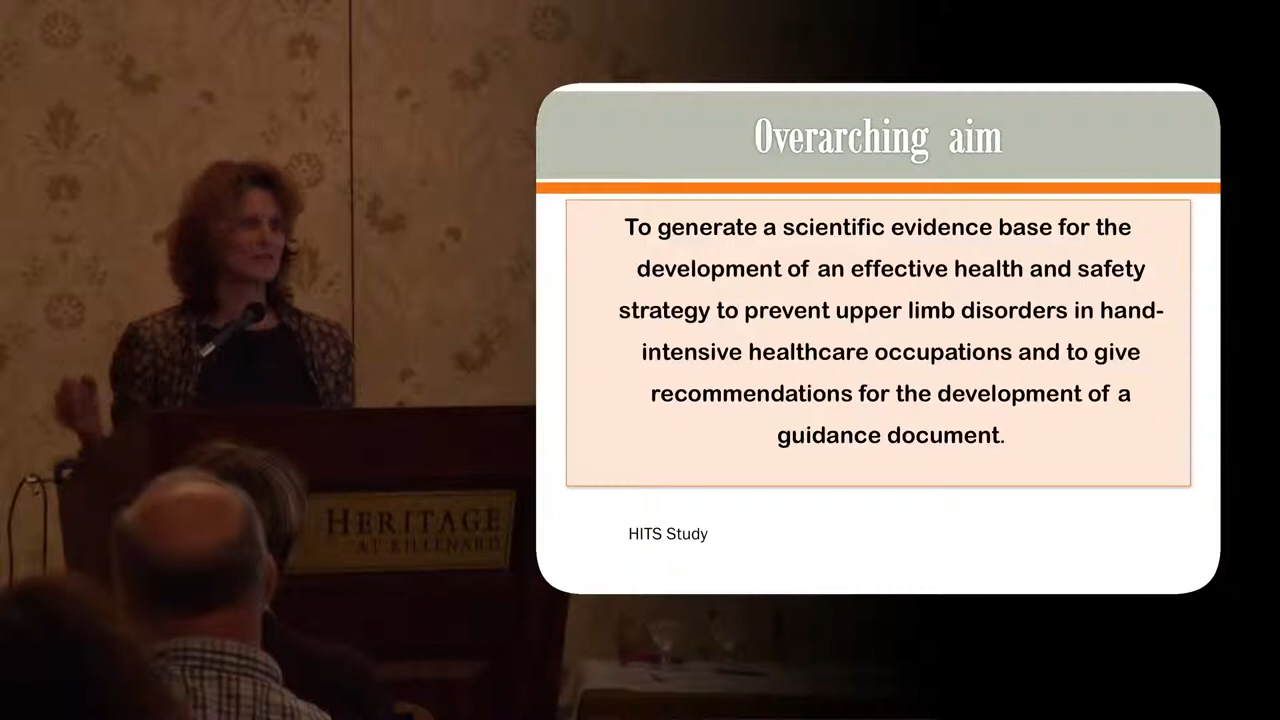 Overarching aim
To generate a scientific evidence base for the
development of an effective health and safety
strategy to prevent upper limb disorders in hand-
intensive healthcare occupations and to give
recommendations for the development of a
guidance document.
HITS Study
HERITAGE
AT KILLENARD